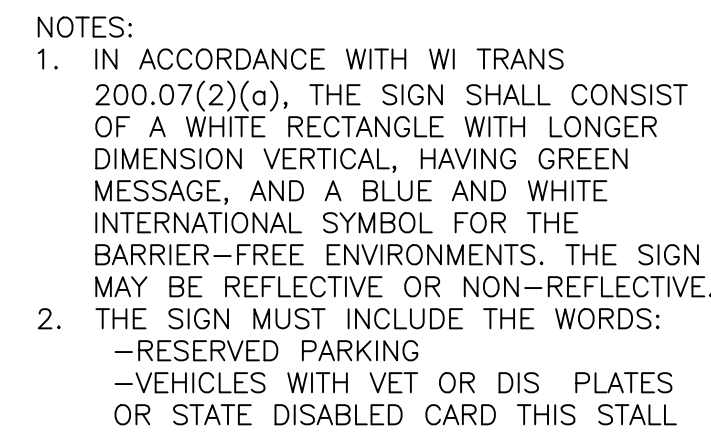 NOTES:
1. IN ACCORDANCE WITH WI TRANS
200.07(2)(a), THE SIGN SHALL CONSIST
OF A WHITE RECTANGLE WITH LONGER
DIMENSION VERTICAL, HAVING GREEN
MESSAGE, AND A BLUE AND WHITE
INTERNATIONAL SYMBOL FOR THE
BARRIER-FREE ENVIRONMENTS. THE SIGN
MAY BE REFLECTIVE OR NON-REFLECTIVE.
2. THE SIGN MUST INCLUDE THE WORDS:
-RESERVED PARKING
-VEHICLES WITH VET OR DIS PLATES
OR STATE DISABLED CARD THIS STALL